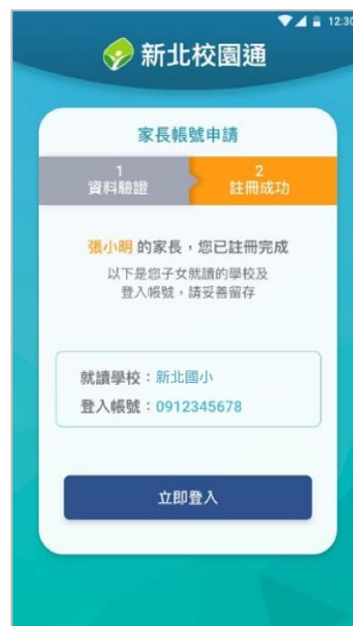 12:30
新北校園通
家長帳號申請
1
資料驗證
2
註冊成功
張小明 的家長，您已註冊完成
以下是您子女就讀的學校及
登入帳號，請妥善留存
就讀學校：新北國小
登入帳號：0912345678
立即登入